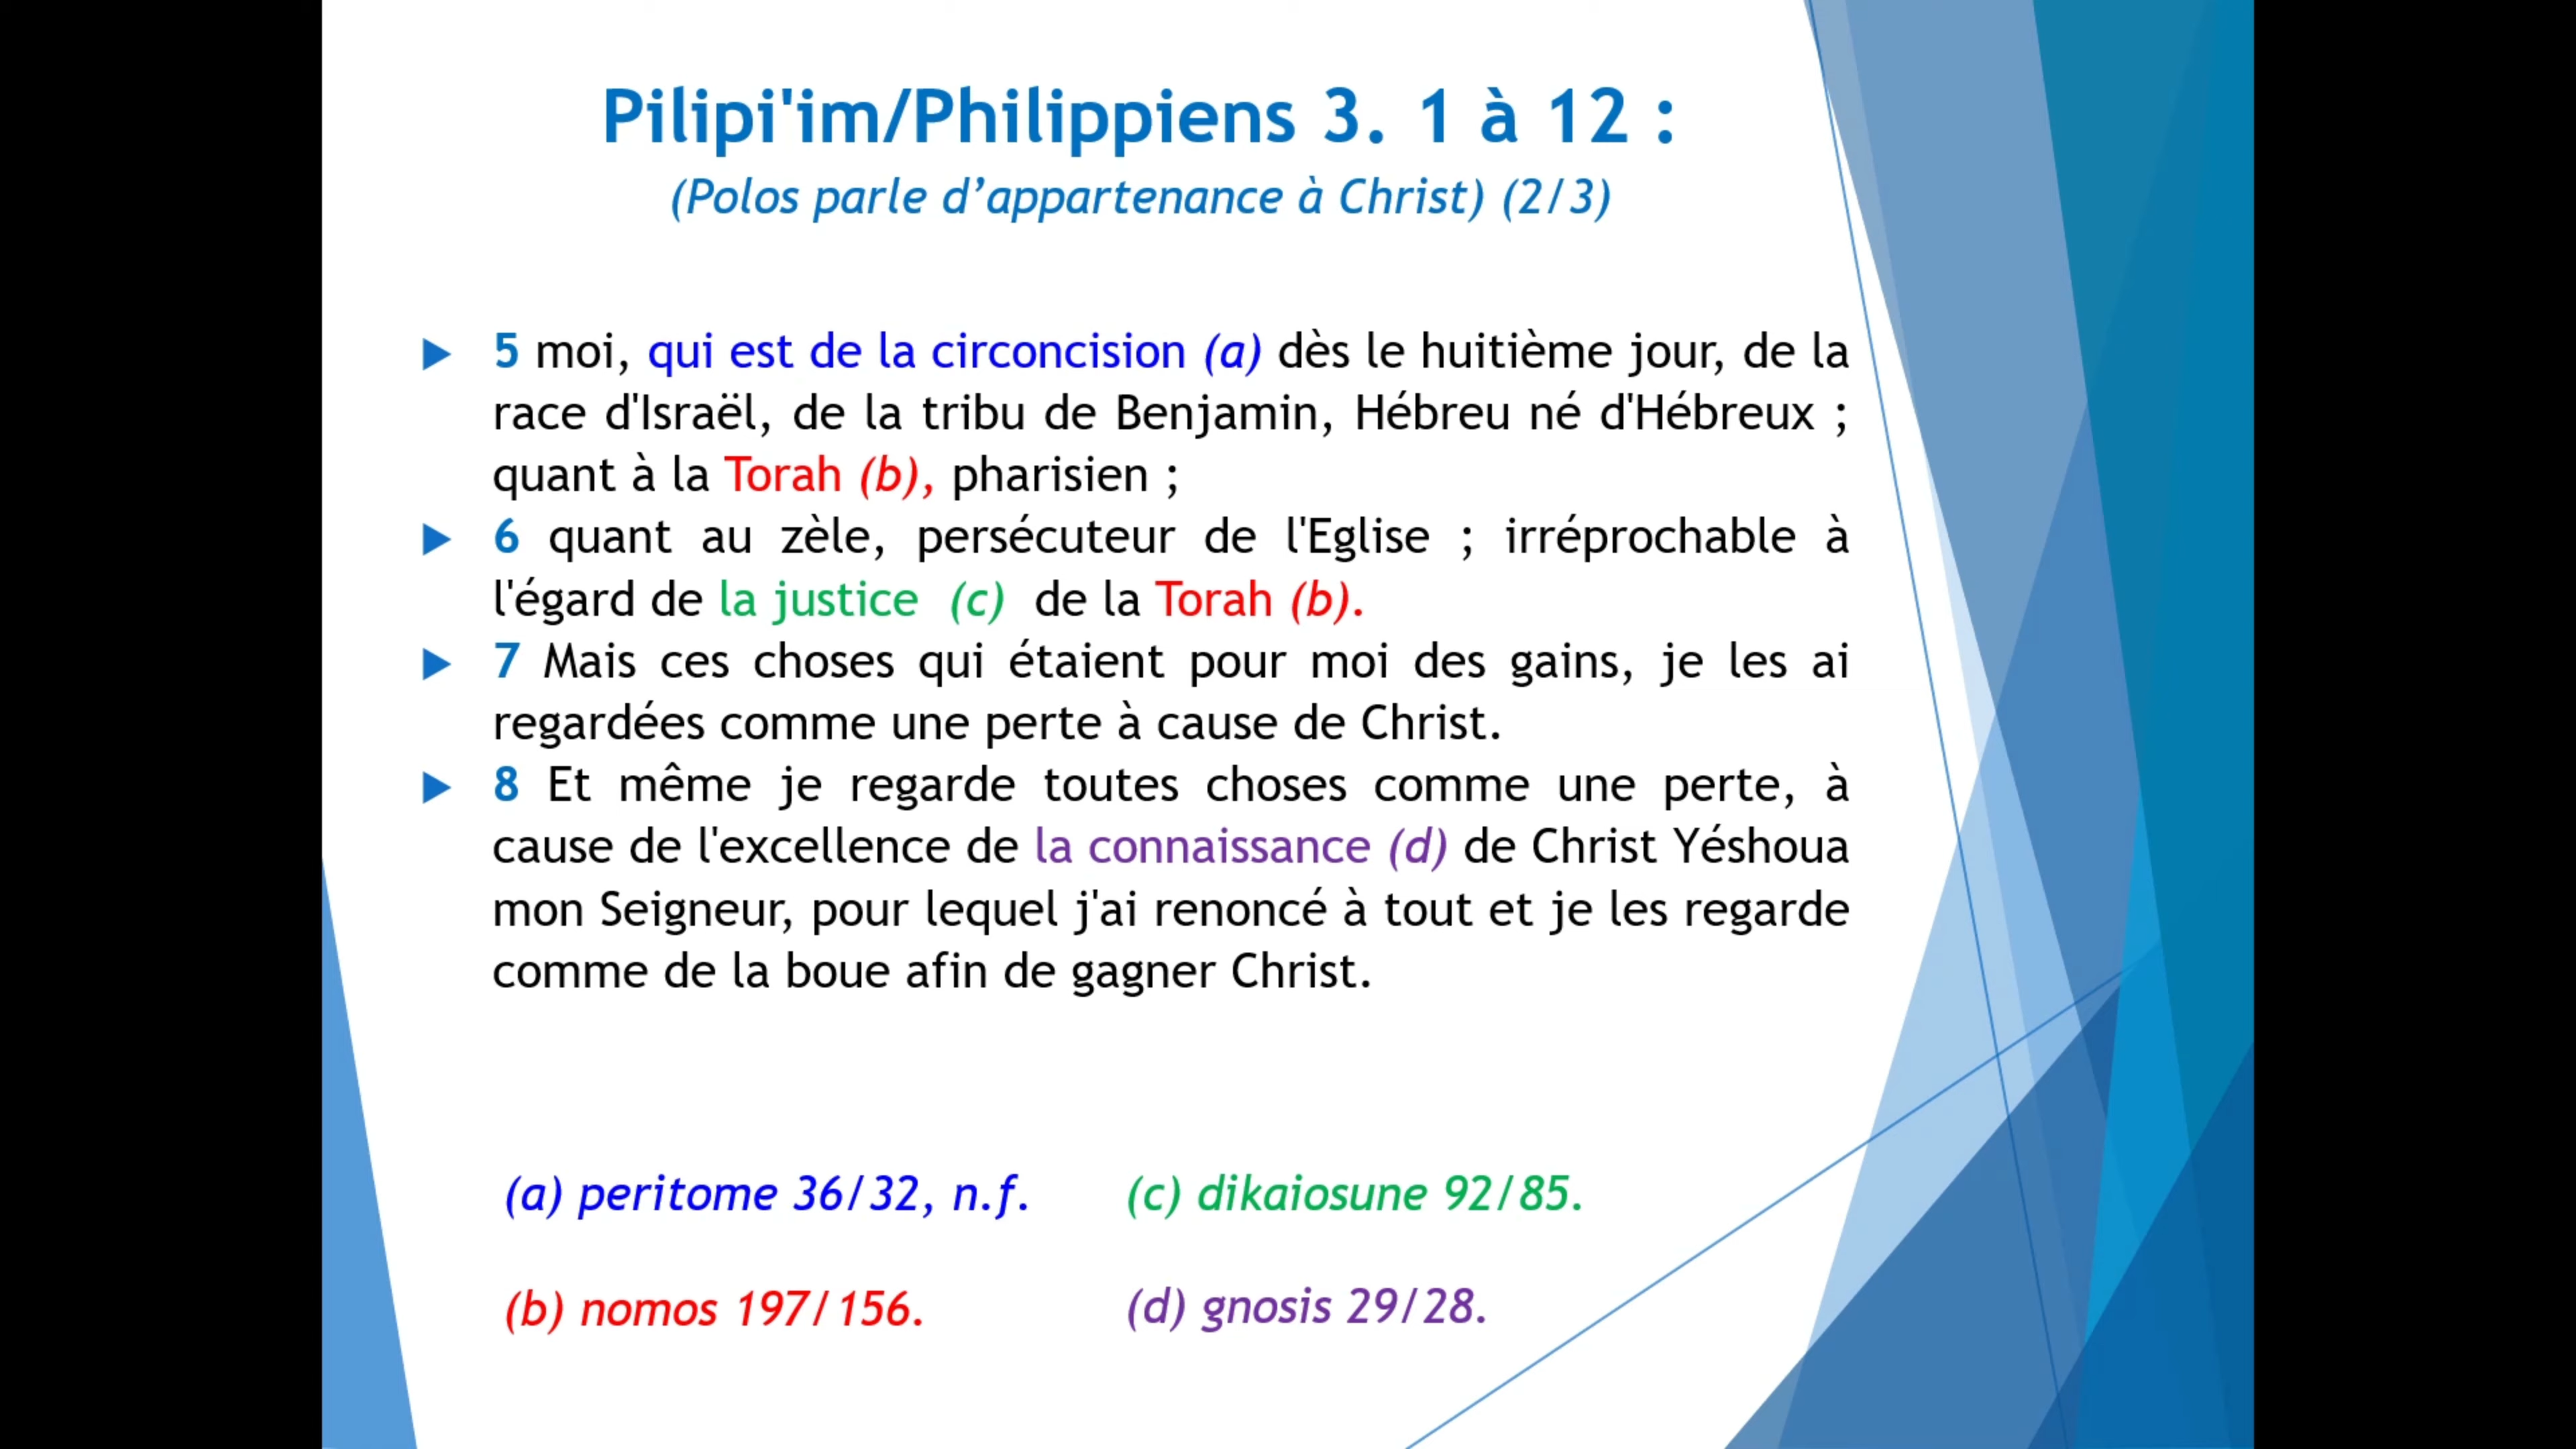 Pilipi'im/Philippiens 3. 1 à 12 :
(Polos parle d’appartenance à Christ) (2/3)
5 moi, qui est de la circoncision (a) dès le huitième jour, de la
race d'Israël, de la tribu de Benjamin, Hébreu né d'Hébreux ;
quant à la Torah (b), pharisien ;
6 quant au zèle, persécuteur de l'Eglise ; irréprochable à
l'égard de la justice (c) de la Torah (b).
7 Mais ces choses qui étaient pour moi des gains, je les ai
regardées comme une perte à cause de Christ.
8 Et même je regarde toutes choses comme une perte, à
cause de l'excellence de la connaissance (d) de Christ Yéshoua
mon Seigneur, pour lequel j'ai renoncé à tout et je les regarde
comme de la boue afin de gagner Christ.
(a) peritome 36/32, n.f.
(c) dikaiosune 92/85.
(b) nomos 197/156.
(d) gnosis 29/28.